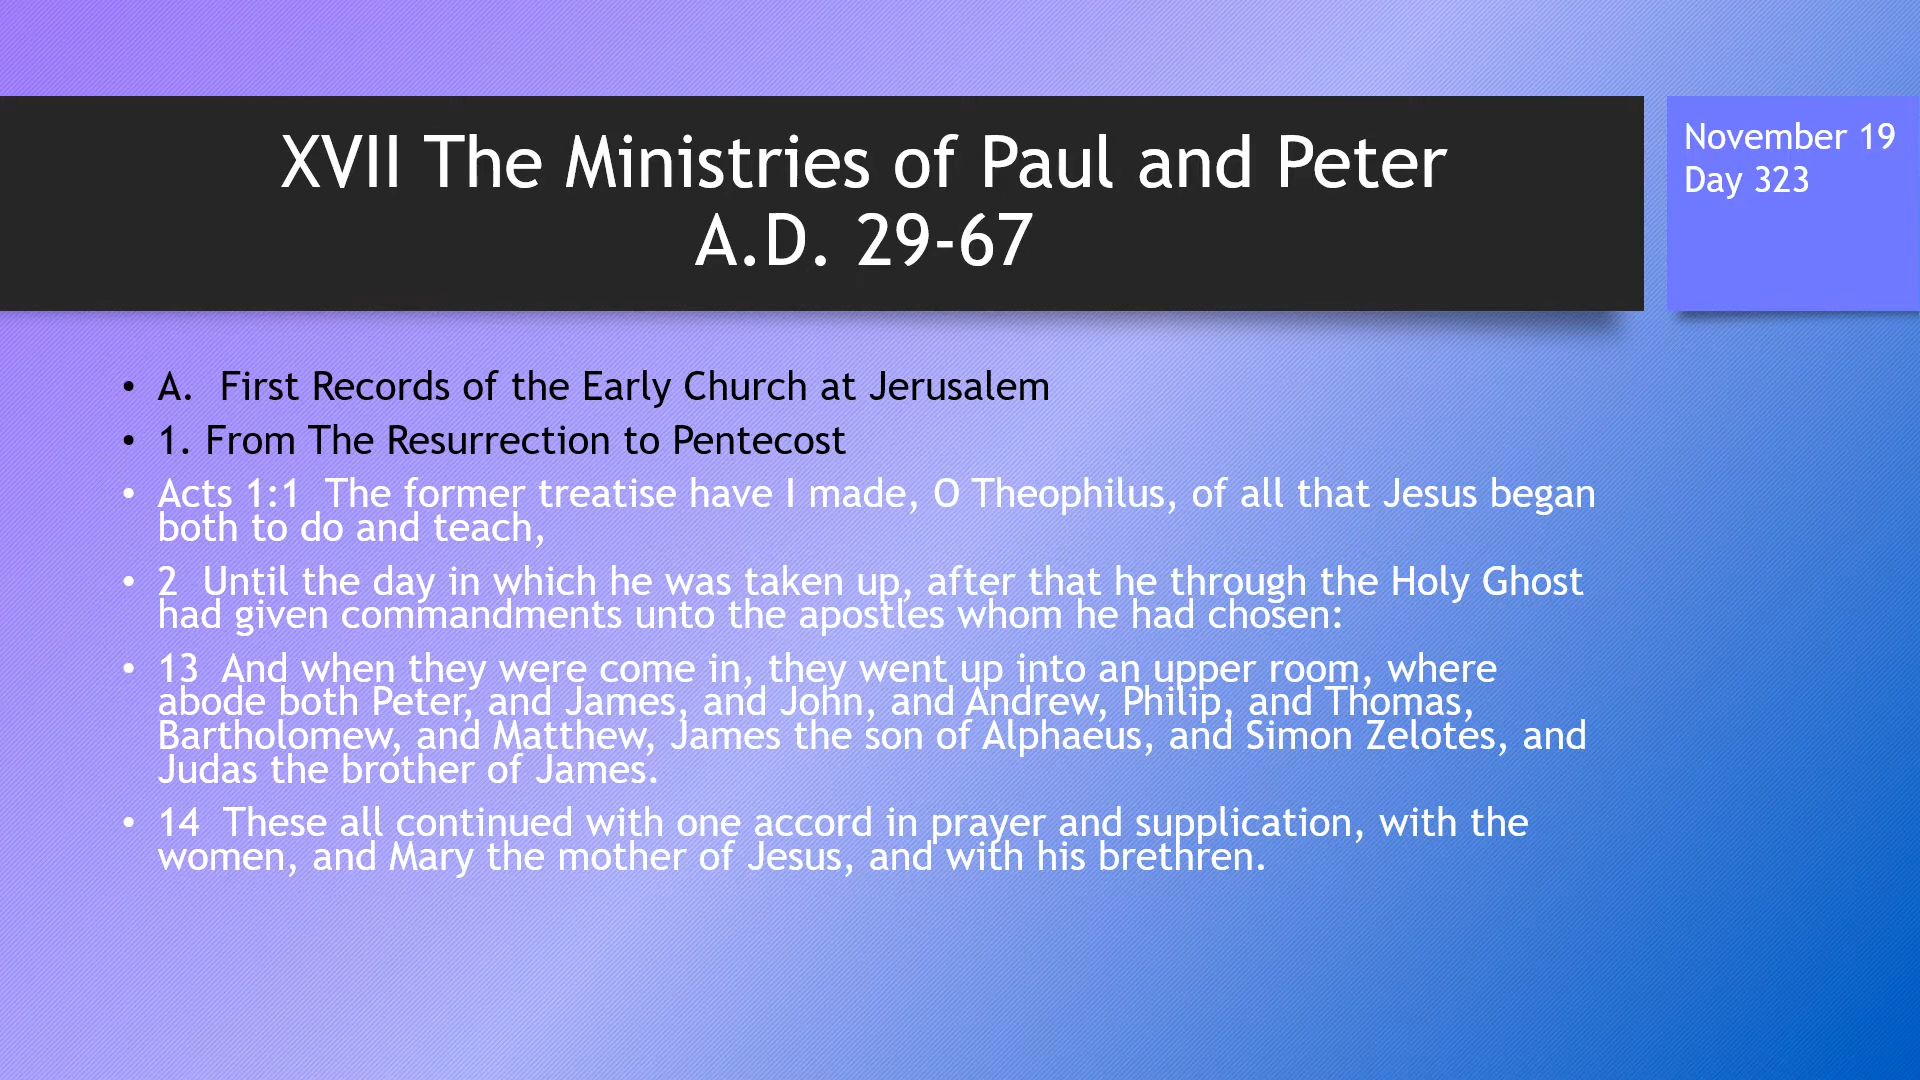 XVII The Ministries of Paul and Peter
A.D. 29-67
November 19
Day 323
• A.  First Records of the Early Church at Jerusalem
• 1. From The Resurrection to Pentecost
• Acts 1:1  The former treatise have I made, O Theophilus, of all that Jesus began
both to do and teach,
• 2  Until the day in which he was taken up, after that he through the Holy Ghost
had given commandments unto the apostles whom he had chosen:
• 13  And when they were come in, they went up into an upper room, where
abode both Peter, and James, and John, and Andrew, Philip, and Thomas,
Bartholomew, and Matthew, James the son of Alphaeus, and Simon Zelotes, and
Judas the brother of James.
• 14  These all continued with one accord in prayer and supplication, with the
women, and Mary the mother of Jesus, and with his brethren.